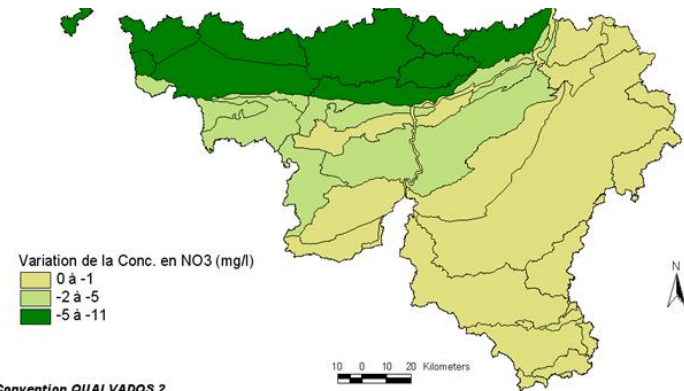 Variation de la Conc. en NO3 (mg/l)
0 à -1
-2 à -5
-5 à -11
N
10 0 10 20 Kilometers
Convention QUALVADOS 2